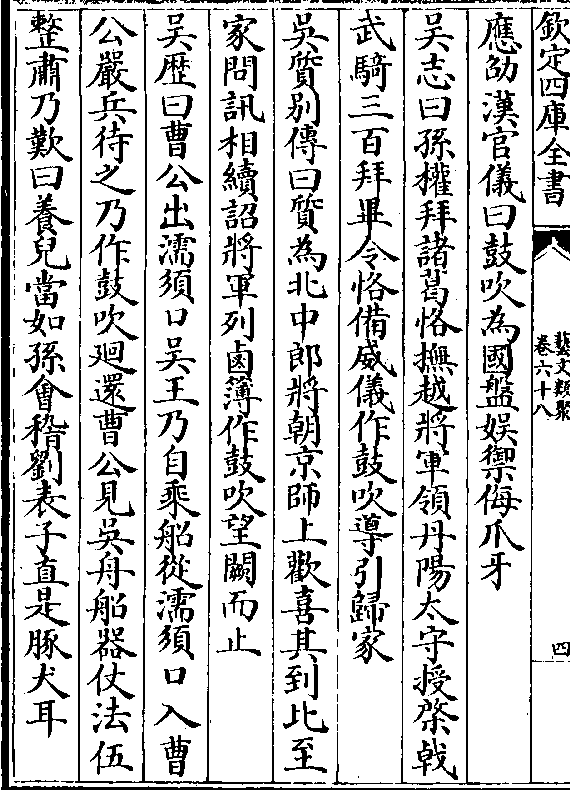 欽定四庫全書
藝文類聚
卷六十八
四
應劭漢官儀曰鼓吹為國盤娛禦侮爪牙
吳志曰孫權拜諸葛恪撫越將軍領丹陽太守授棨戟
武騎三百拜畢令恪備威儀作鼓吹導引歸家
吳質别傳曰質為北中郎將朝京師上歡喜其到比至
家問訊相續詔將軍列鹵簿作鼓吹望闕而止
吳歴曰曹公出濡須口吳王乃自乘船從濡須口入曹
公嚴兵待之乃作鼓吹廻還曹公見吳舟船器仗法伍
整肅乃歎曰養兒當如孫會稽劉表子直是豚犬耳